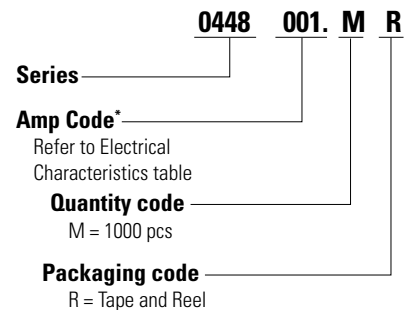 0448 001. M R
Series
Amp Code*
Refer to Electrical
Characteristics table
Quantity code
M = 1000 pcs
Packaging code
R = Tape and Reel